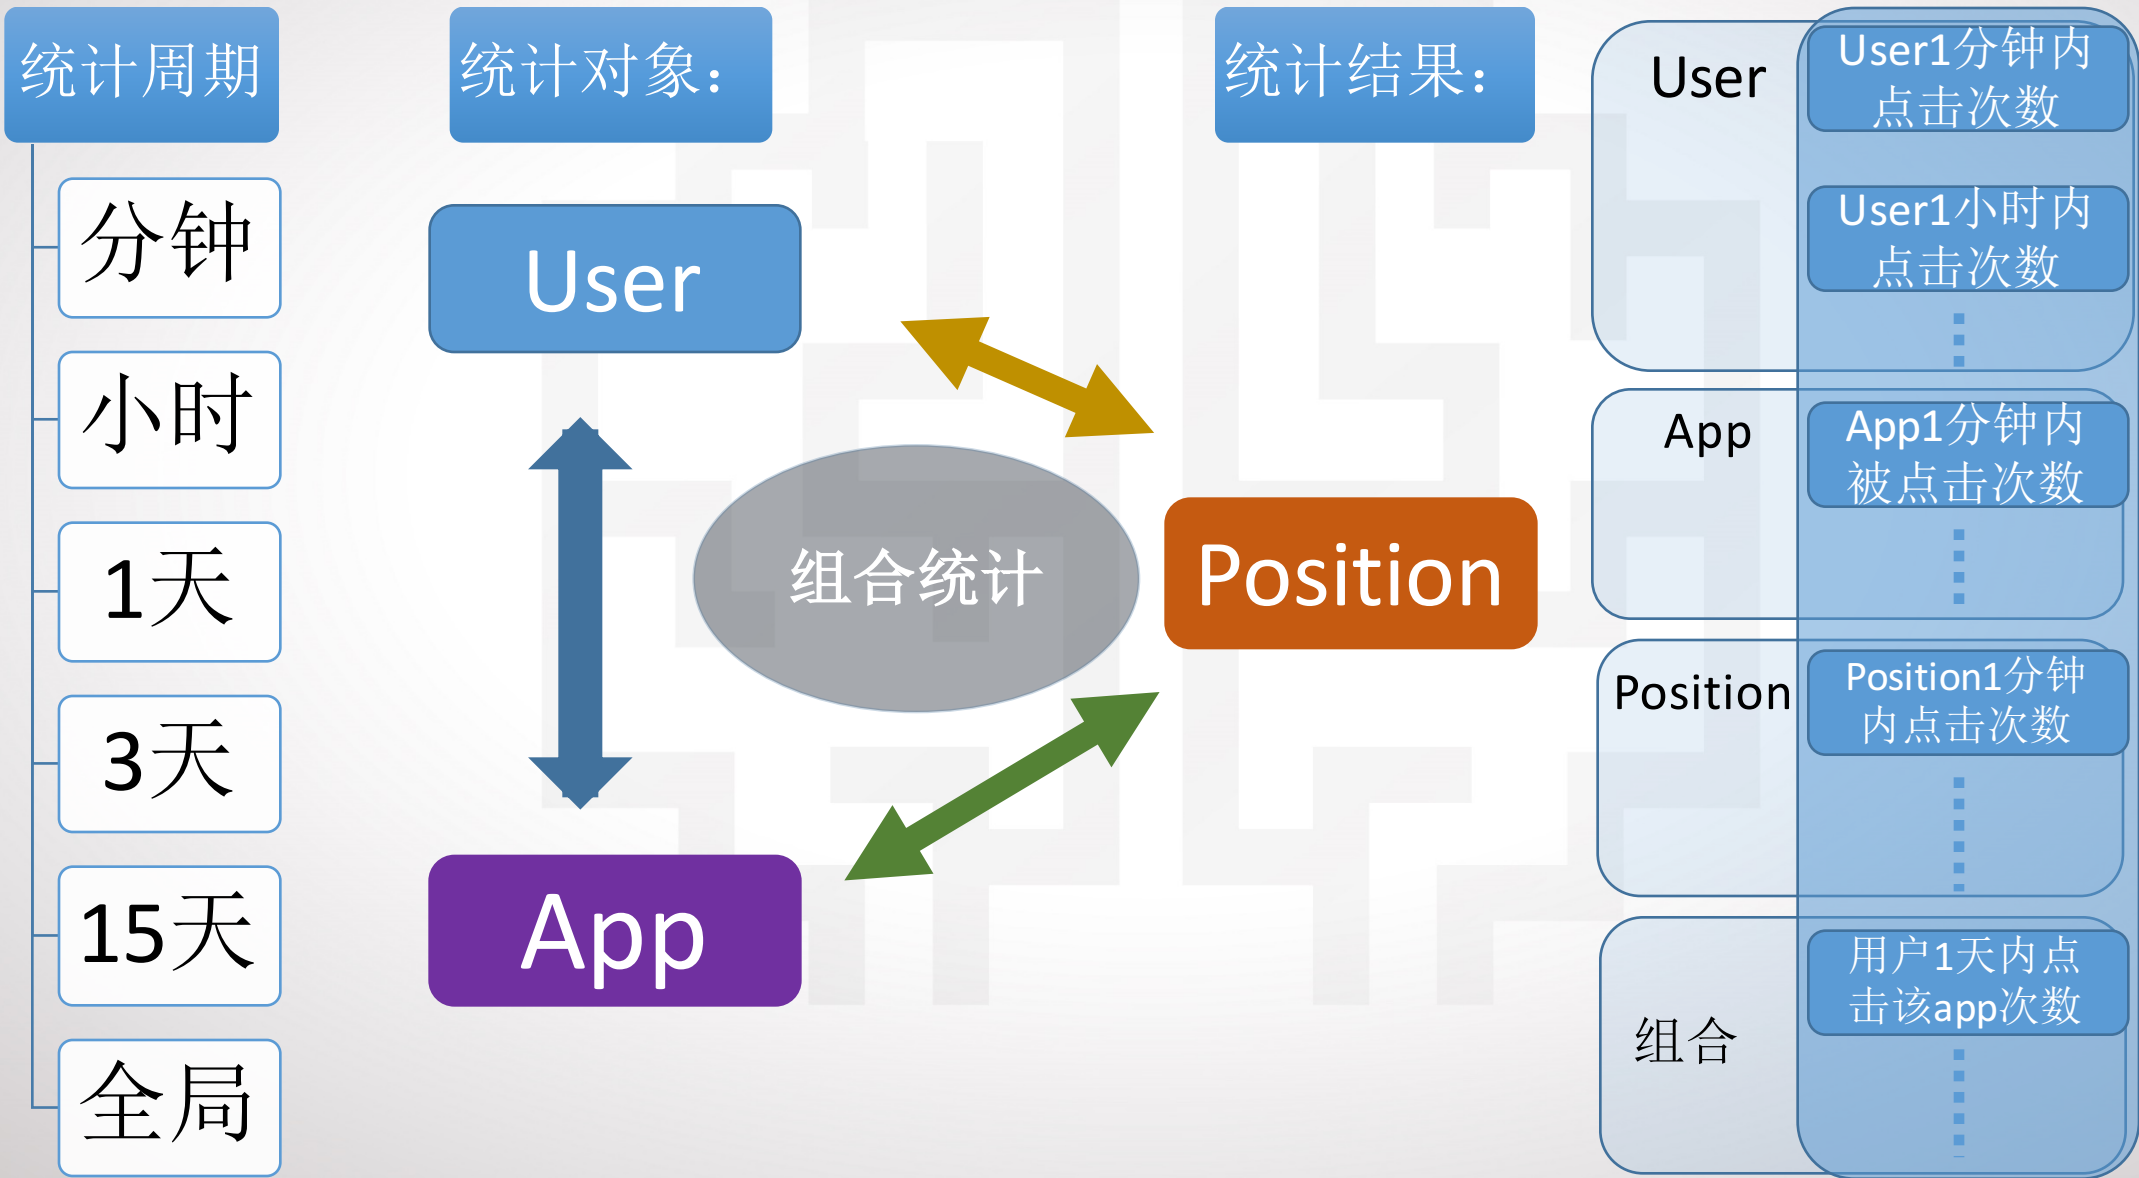 统计周期
分钟
小时
1天
3天
15天
全局
统计对象：
User
组合统计
Position
App
统计结果：
User
User1分钟内
点击次数
User1小时内
点击次数
App
App1分钟内
被点击次数
Position
Position1分钟
内点击次数
组合
用户1天内点
击该app次数